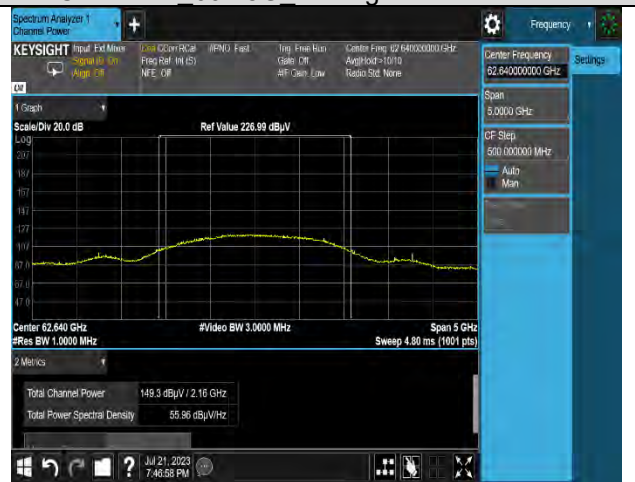 Spectrum Analyzer 1
Channel Power
Frequency
KEYSIGHT Input: Ext Mixer
Signal ID: On
Align: Off
CCorr RCal
Freq Ref: Int (S)
NFE: Off
#PNO: Fast
Trig: Free Run
Gate: Off
#IF Gain: Low
Center Freq: 62.640000000 GHz
Avg|Hold:>10/10
Radio Std: None
Center Frequency
62.640000000 GHz
Settings
Span
5.0000 GHz
CF Step
500.000000 MHz
Auto
Man
1 Graph
Scale/Div 20.0 dB
Ref Value 226.99 dBµV
Log
207
187
167
147
127
107
87.0
67.0
47.0
Center 62.640 GHz
#Video BW 3.0000 MHz
Span 5 GHz
#Res BW 1.0000 MHz
Sweep 4.80 ms (1001 pts)
2 Metrics
Total Channel Power
149.3 dBµV / 2.16 GHz
Total Power Spectral Density
55.96 dBµV/Hz
Jul 21, 2023
7:46:58 PM